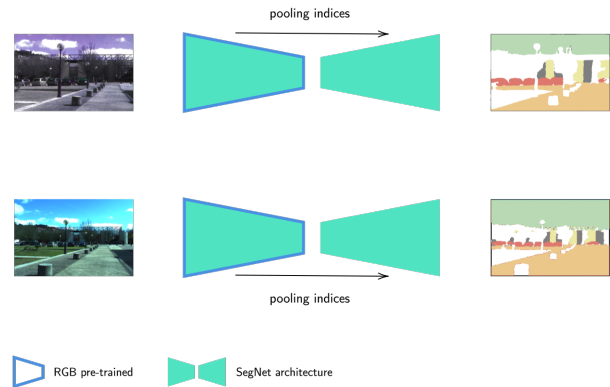 pooling indices
pooling indices
RGB pre-trained
SegNet architecture